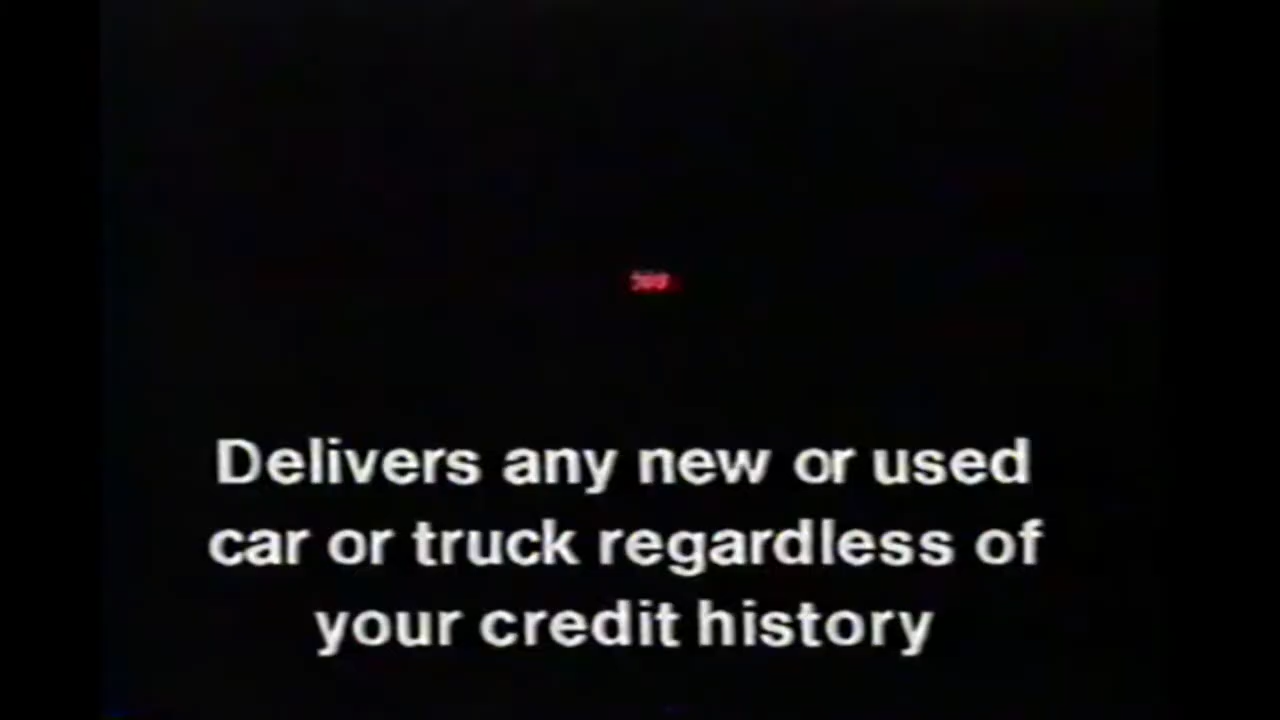 Delivers any new or used
car or truck regardless of
your credit history